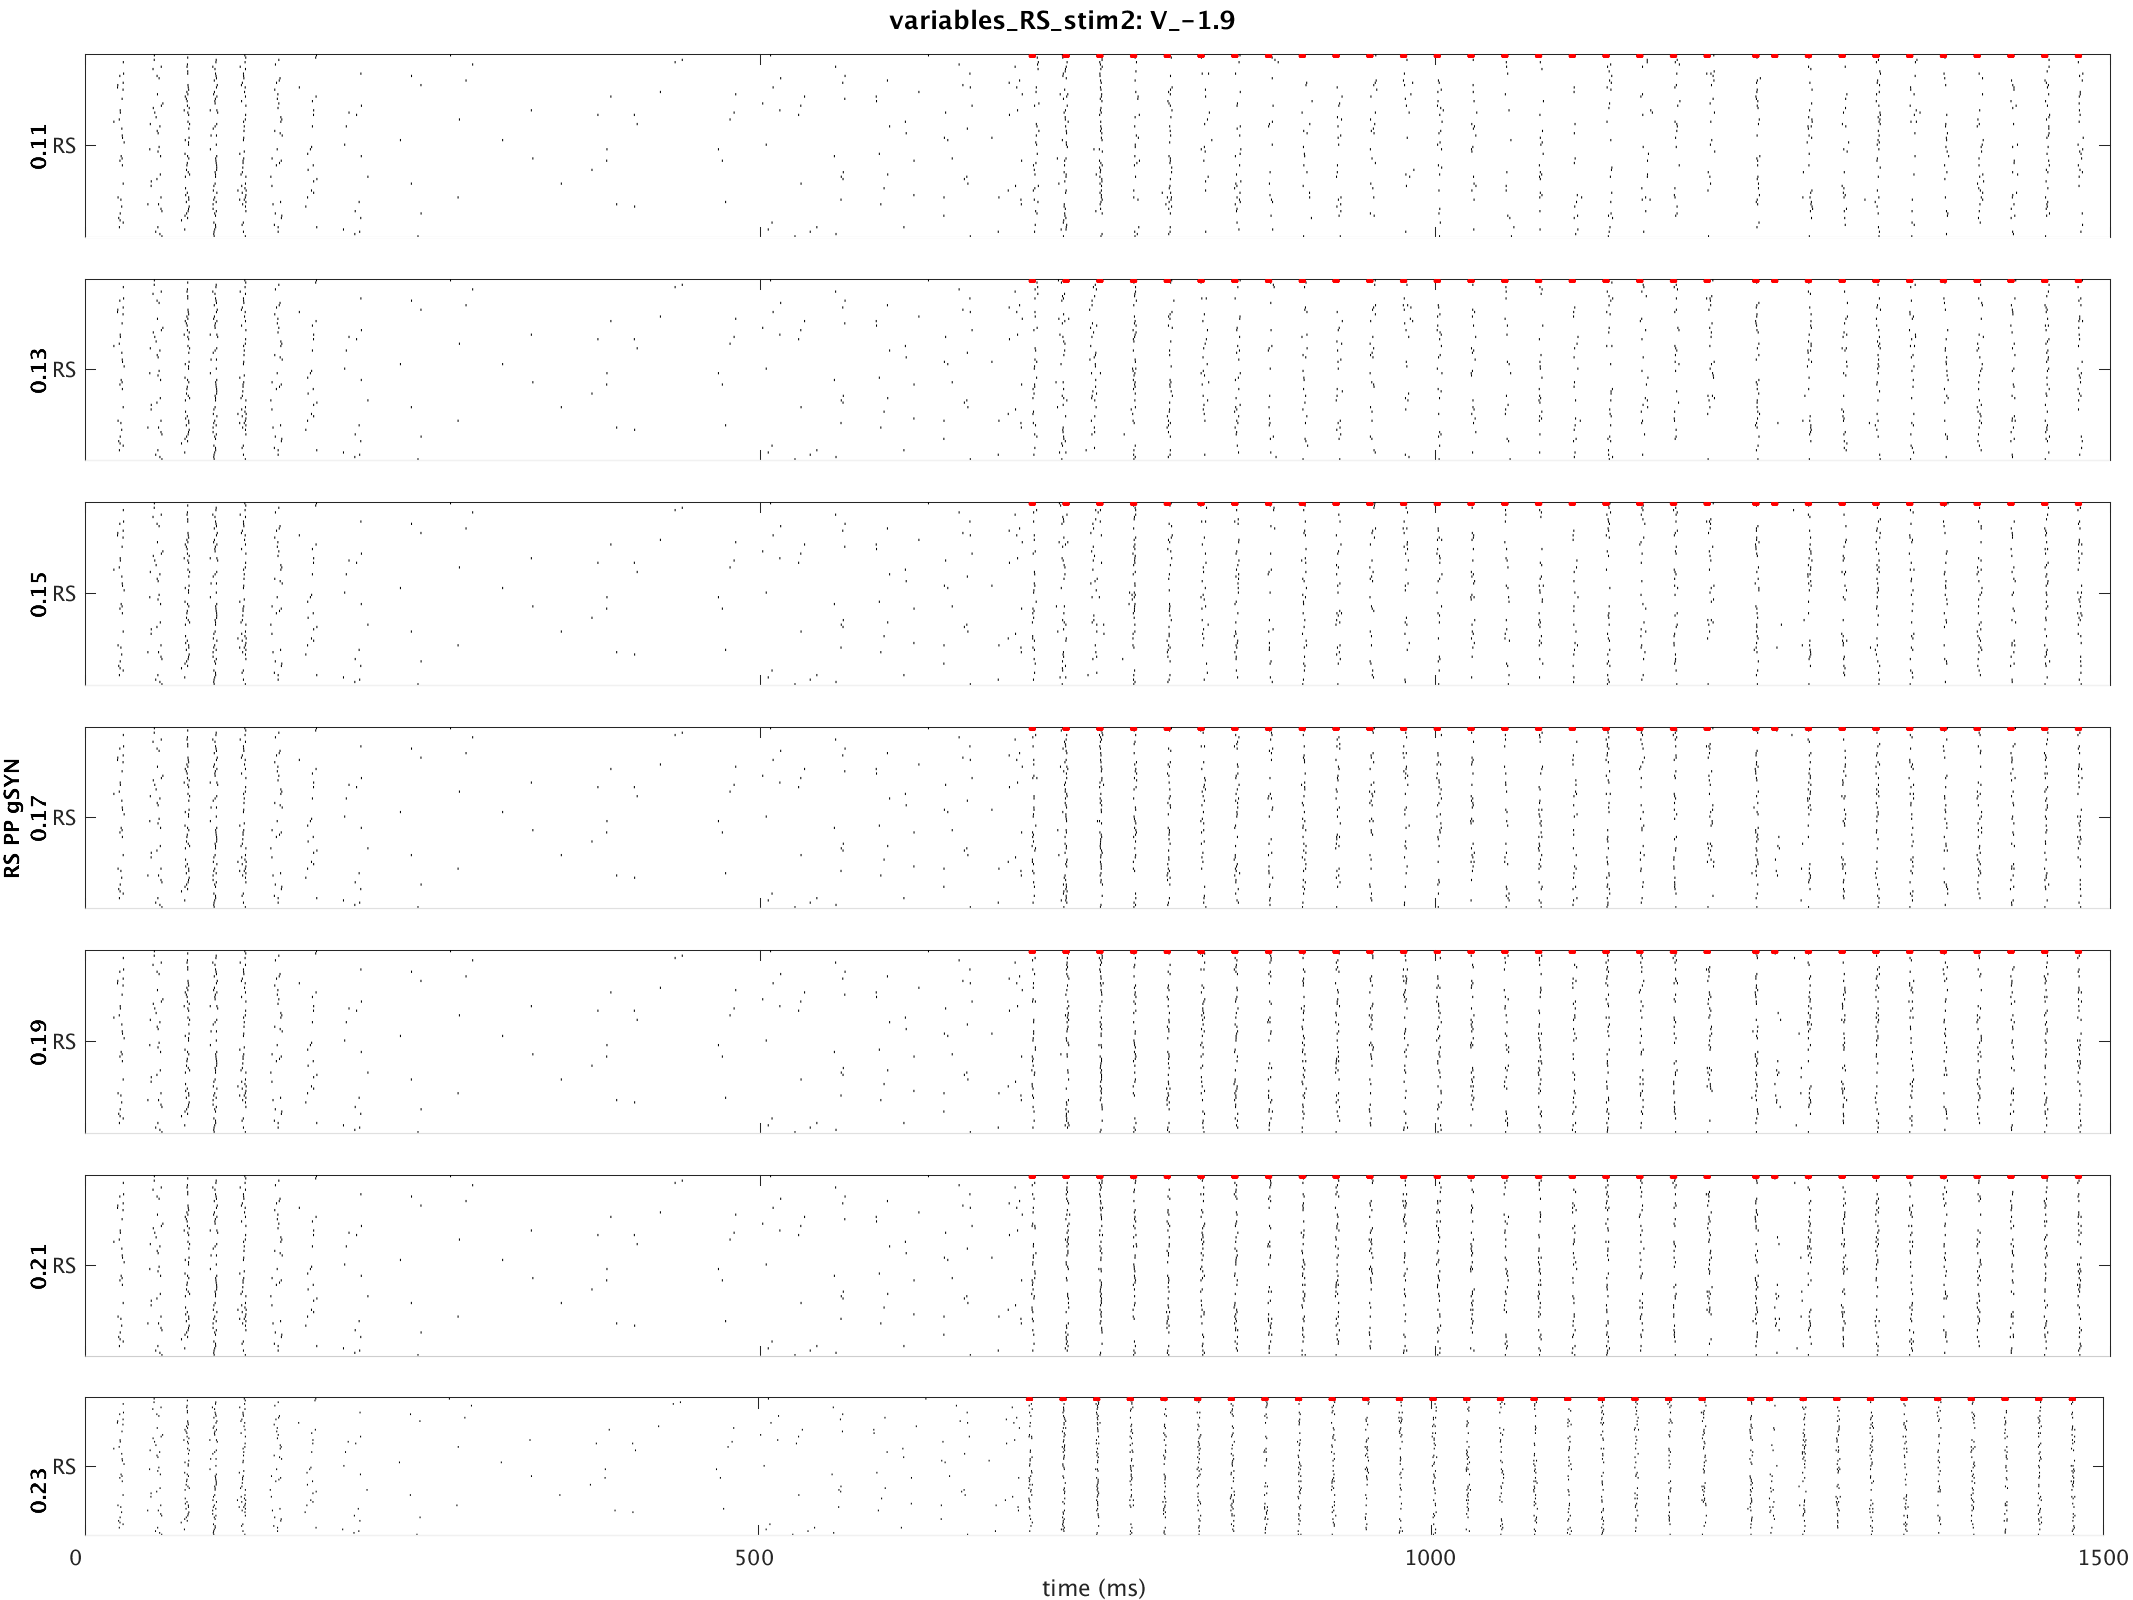 variables_RS_stim2: V_-1.9
RS PP gSYN
0.11
RS
0.13
RS
0.15
RS
0.17
RS
0.19
RS
0.21
RS
0.23
RS
0
500
1000
1500
time (ms)